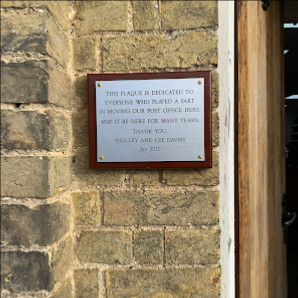 THIS PLAQUE IS DEDICATED TO
EVERYONE WHO PLAYED A PART
IN MOVING OUR POST OFFICE HERE.
MAY IT BE HERE FOR MANY YEARS.
THANK YOU.
SHELLEY AND LEE DAVIES